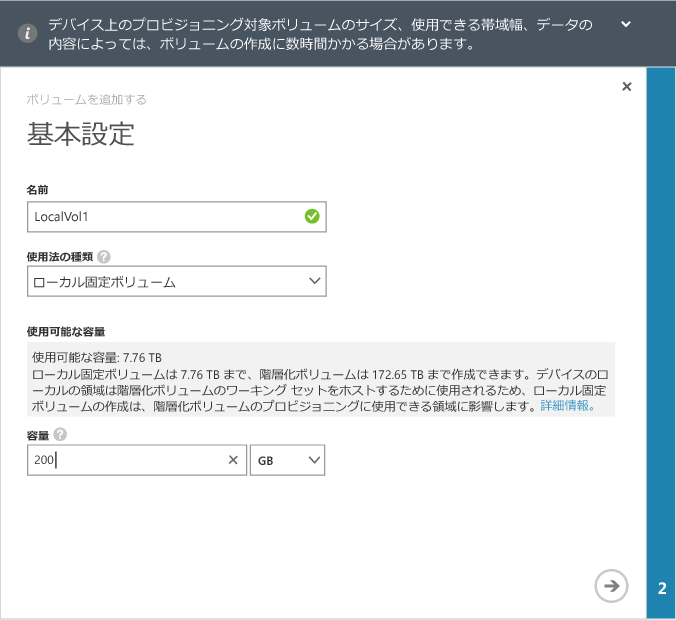 デバイス上のプロビジョニング対象ボリュームのサイズ、使用できる帯域幅、データの
内容によっては、ボリュームの作成に数時間かかる場合があります。
ボリュームを追加する
基本設定
名前
LocalVol1
使用法の種類
ローカル固定ボリューム
使用可能な容量
使用可能な容量: 7.76 TB
ローカル固定ボリュームは 7.76 TB まで、階層化ボリュームは 172.65 TB まで作成できます。デバイスのロ
ーカルの領域は階層化ボリュームのワーキング セットをホストするために使用されるため、ローカル固定
ボリュームの作成は、階層化ボリュームのプロビジョニングに使用できる領域に影響します。詳細情報。
容量
200 GB
2